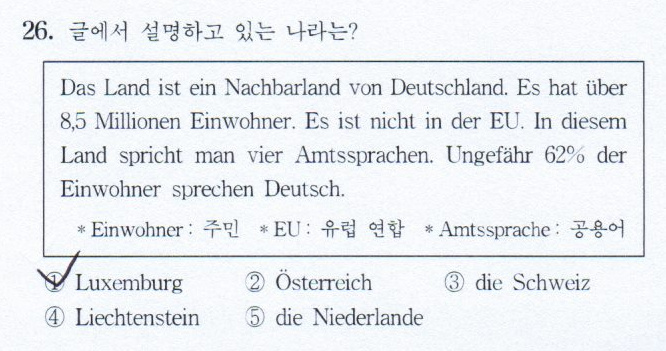 26. 글에서 설명하고 있는 나라는?
Das Land ist ein Nachbarland von Deutschland. Es hat über
8,5 Millionen Einwohner. Es ist nicht in der EU. In diesem
Land spricht man vier Amtssprachen. Ungefähr 62% der
Einwohner sprechen Deutsch.
* Einwohner : 주민 * EU : 유럽 연합 * Amtssprache : 공용어
① Luxemburg ② Österreich ③ die Schweiz
④ Liechtenstein ⑤ die Niederlande